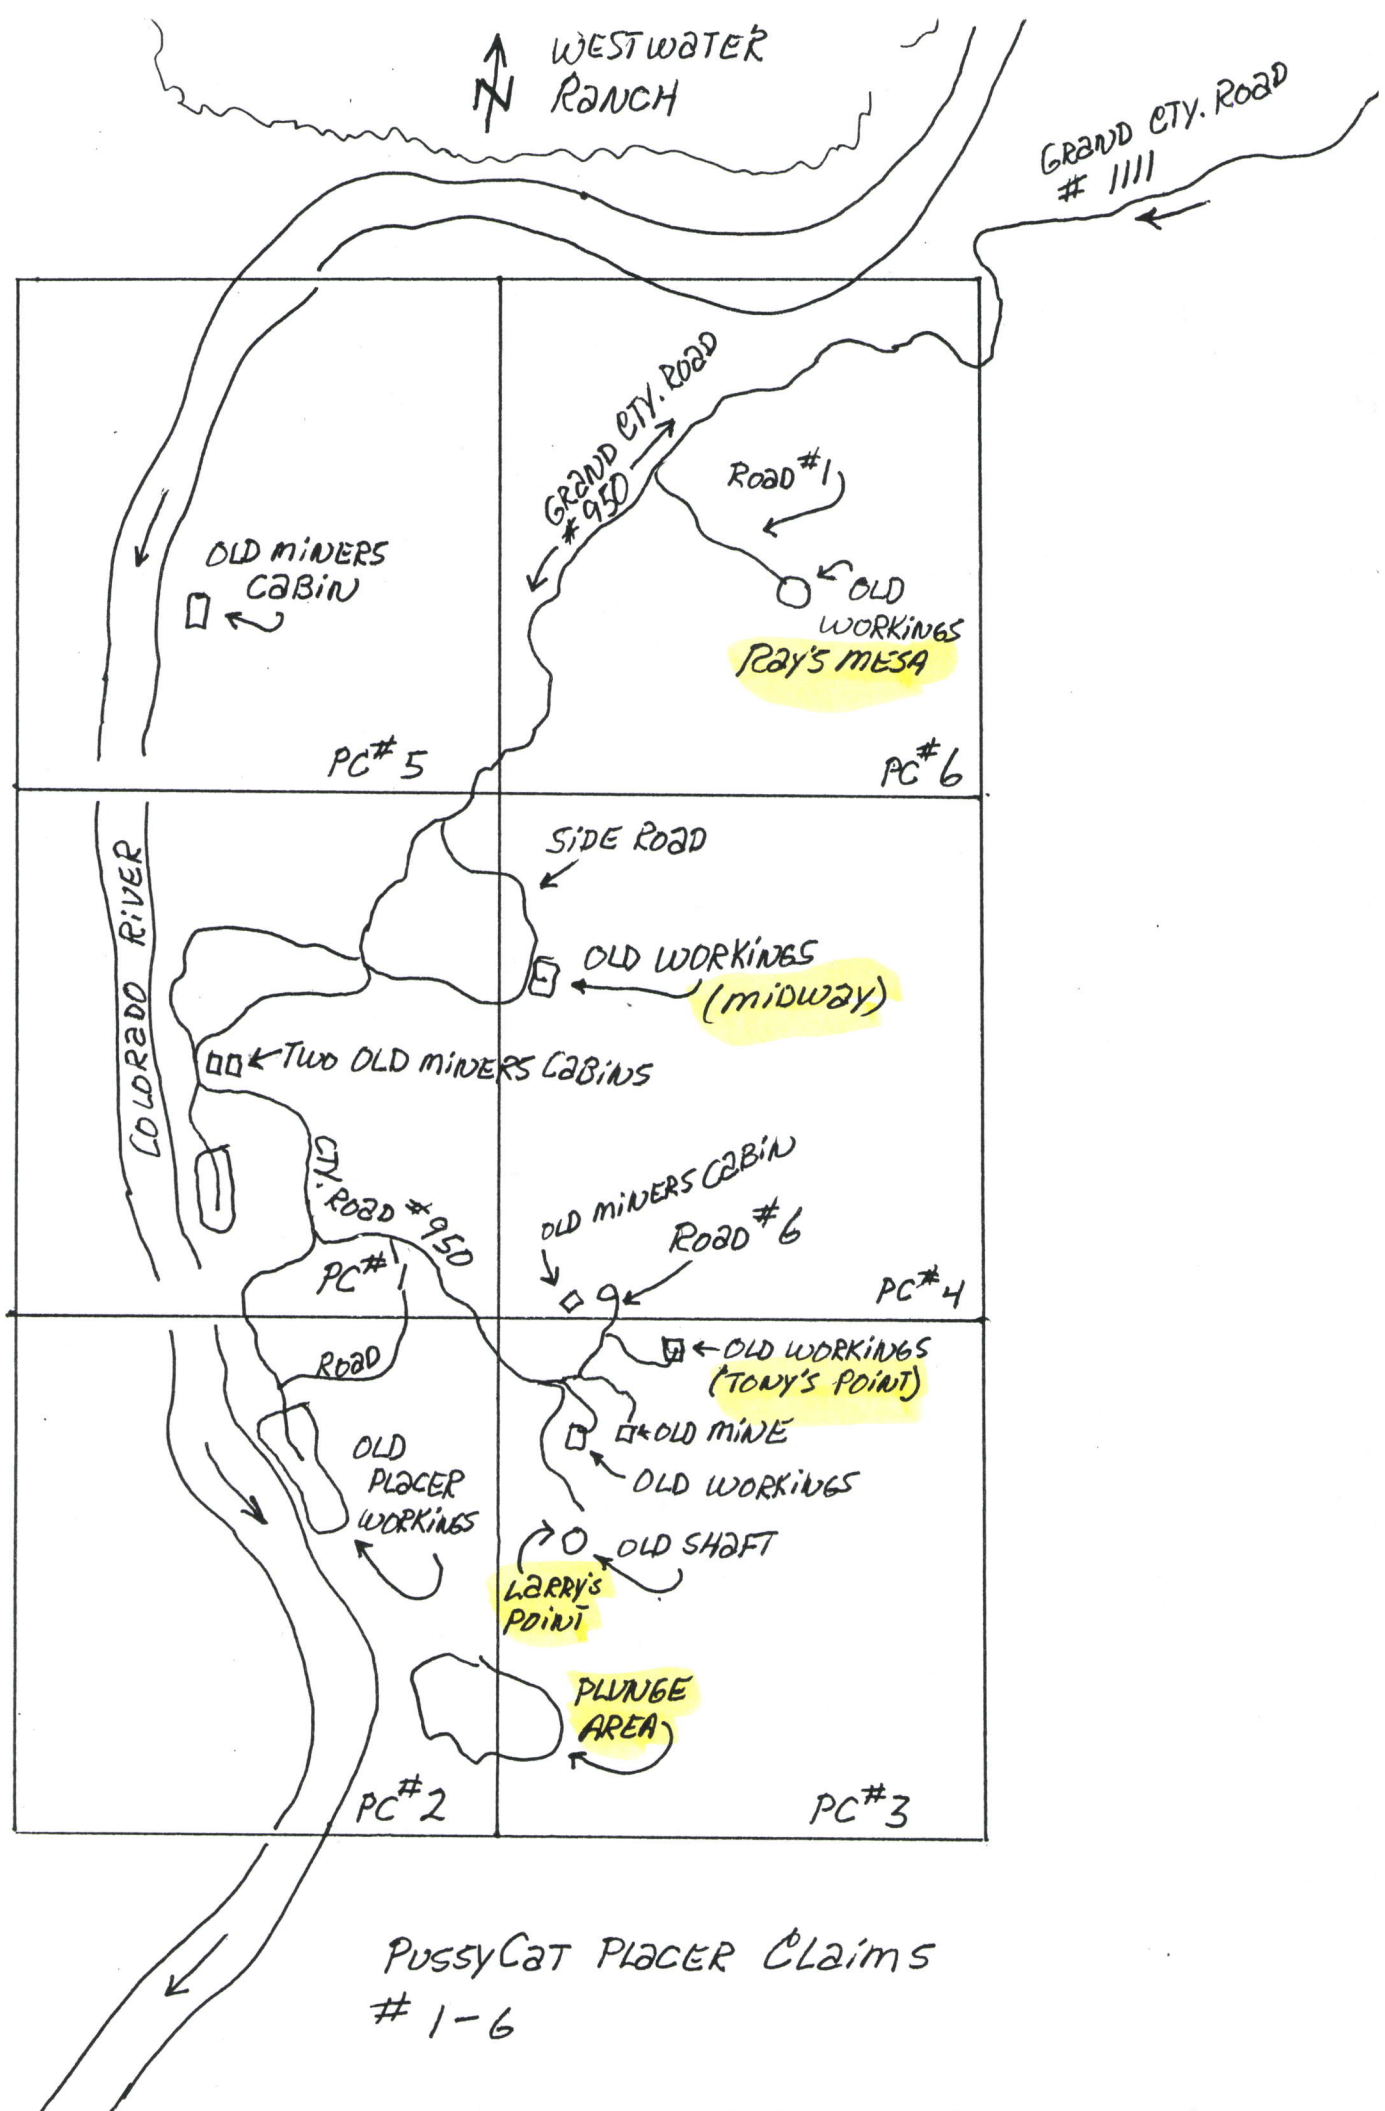 WESTWATER
RANCH
N
GRAND CTY. ROAD
# 1111
GRAND CTY. ROAD
# 950
ROAD #1
OLD MINERS
CABIN
OLD
WORKINGS
RAY'S MESA
PC# 5
PC# 6
SIDE ROAD
COLORADO RIVER
OLD WORKINGS
(MIDWAY)
TWO OLD MINERS CABINS
CTY. ROAD # 950
OLD MINERS CABIN
ROAD #6
PC# 1
PC# 4
ROAD
OLD WORKINGS
(TONY'S POINT)
OLD MINE
OLD
PLACER
WORKINGS
OLD WORKINGS
OLD SHAFT
LARRY'S
POINT
PLUNGE
AREA
PC# 2
PC# 3
PUSSYCAT PLACER CLAIMS
# 1-6